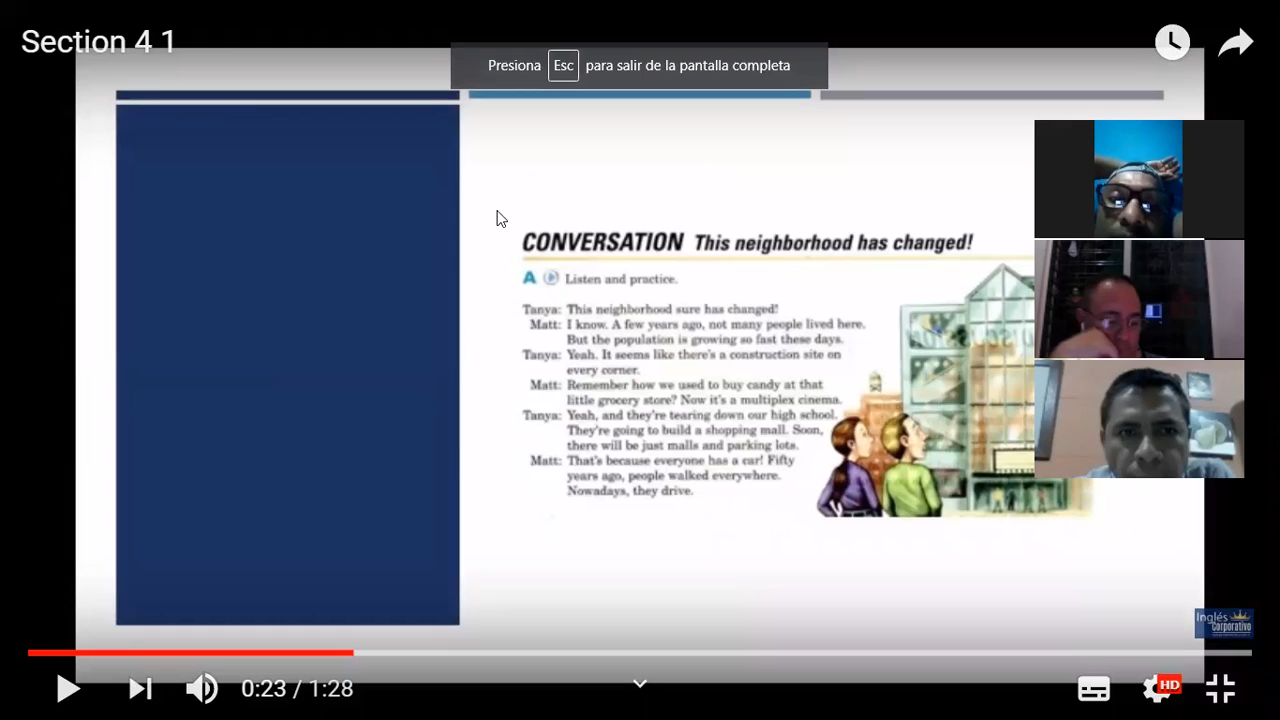 Section 4 1
Presiona Esc para salir de la pantalla completa
CONVERSATION This neighborhood has changed!
A Listen and practice.
Tanya: This neighborhood sure has changed!
Matt: I know. A few years ago, not many people lived here.
But the population is growing so fast these days.
Tanya: Yeah. It seems like there's a construction site on
every corner.
Matt: Remember how we used to buy candy at that
little grocery store? Now it's a multiplex cinema.
Tanya: Yeah, and they're tearing down our high school.
They're going to build a shopping mall. Soon,
there will be just malls and parking lots.
Matt: That's because everyone has a car! Fifty
years ago, people walked everywhere.
Nowadays, they drive.
Inglés
Corporativo
0:23 / 1:28
HD